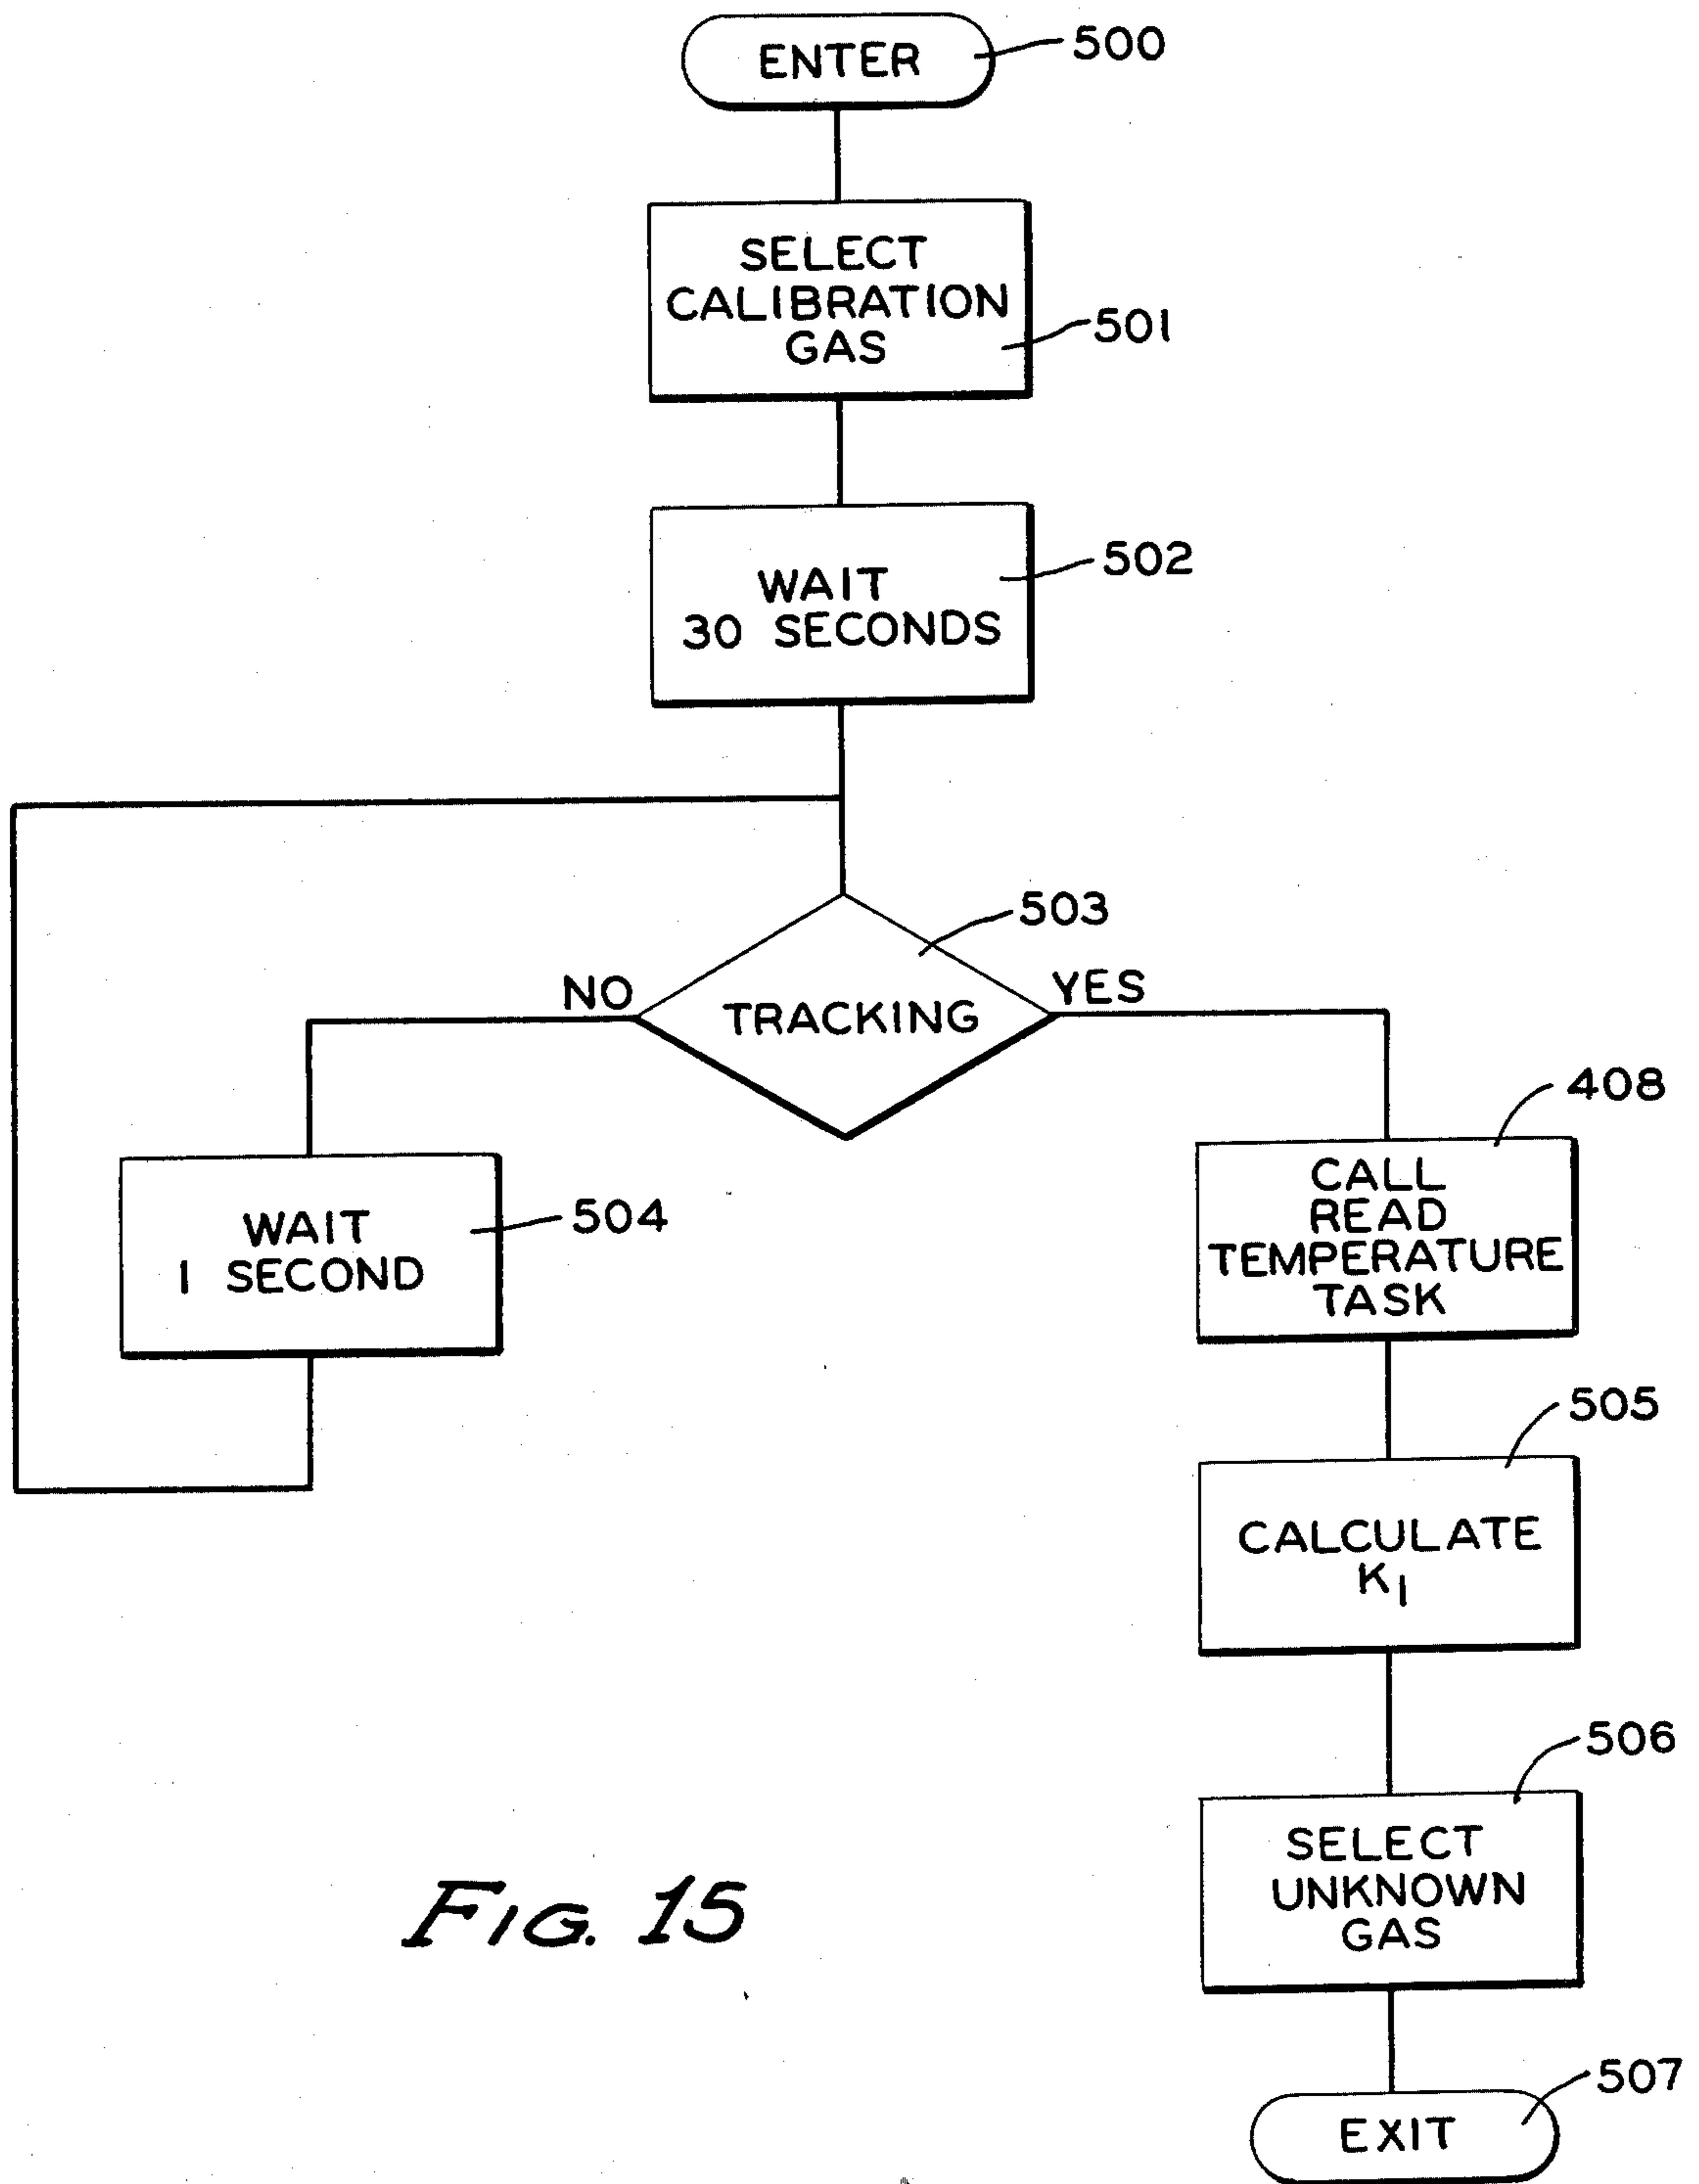 ENTER
500
SELECT
CALIBRATION
GAS
501
WAIT
30 SECONDS
502
503
NO
TRACKING
YES
WAIT
1 SECOND
504
408
CALL
READ
TEMPERATURE
TASK
505
CALCULATE
K1
506
SELECT
UNKNOWN
GAS
FIG. 15
507
EXIT